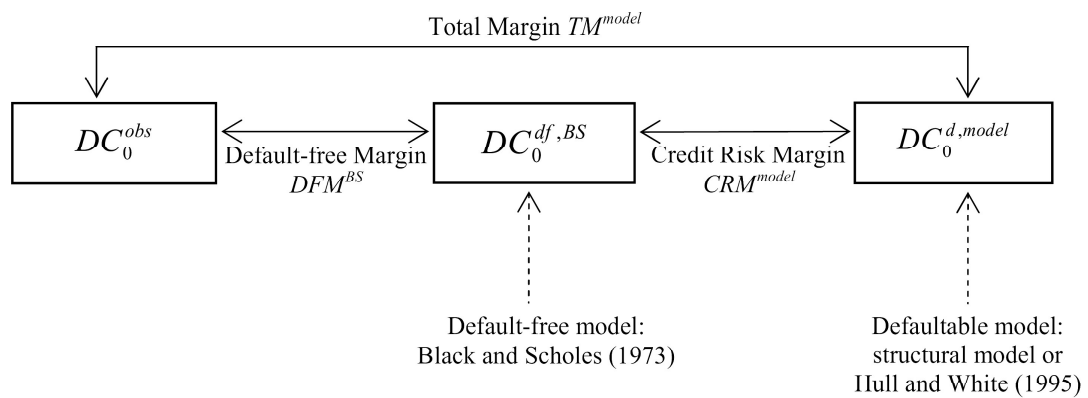 Total Margin TM^model
DC_0^obs
DC_0^df,BS
DC_0^d,model
Default-free Margin
DFM^BS
Credit Risk Margin
CRM^model
Default-free model:
Black and Scholes (1973)
Defaultable model:
structural model or
Hull and White (1995)